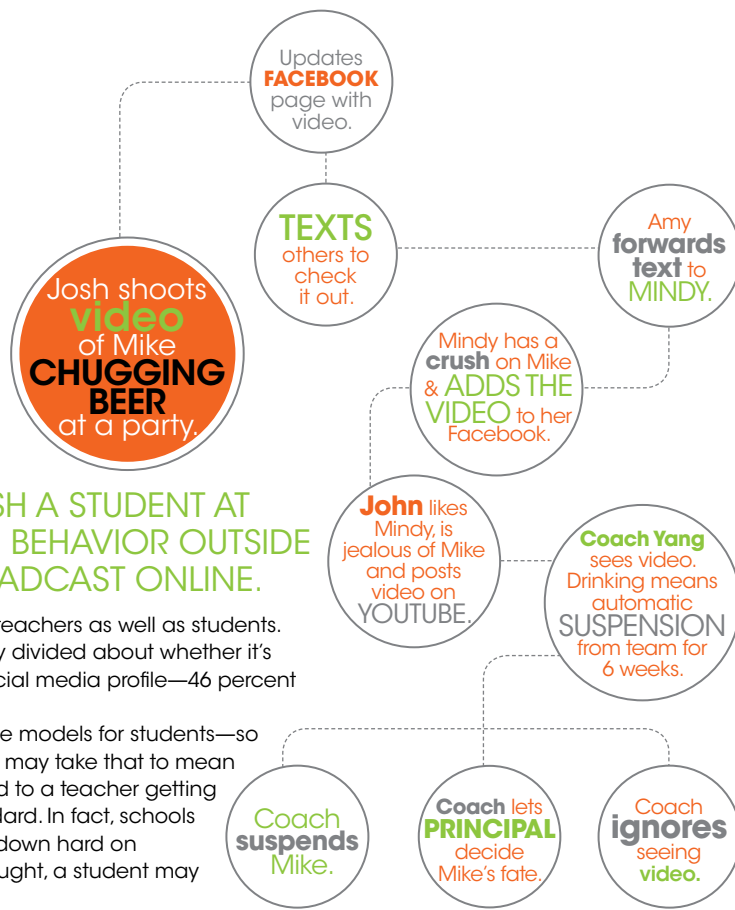 Updates
FACEBOOK
page with
video.
TEXTS
others to
check
it out.
Amy
forwards
text to
MINDY.
Josh shoots
video
of Mike
CHUGGING
BEER
at a party.
Mindy has a
crush on Mike
& ADDS THE
VIDEO to her
Facebook.
John likes
Mindy, is
jealous of Mike
and posts
video on
YOUTUBE.
Coach Yang
sees video.
Drinking means
automatic
SUSPENSION
from team for
6 weeks.
Coach
suspends
Mike.
Coach lets
PRINCIPAL
decide
Mike's fate.
Coach
ignores
seeing
video.
SH A STUDENT AT
BEHAVIOR OUTSIDE
ADCAST ONLINE.
teachers as well as students.
y divided about whether it's
cial media profile—46 percent
e models for students—so
may take that to mean
d to a teacher getting
dard. In fact, schools
down hard on
ught, a student may